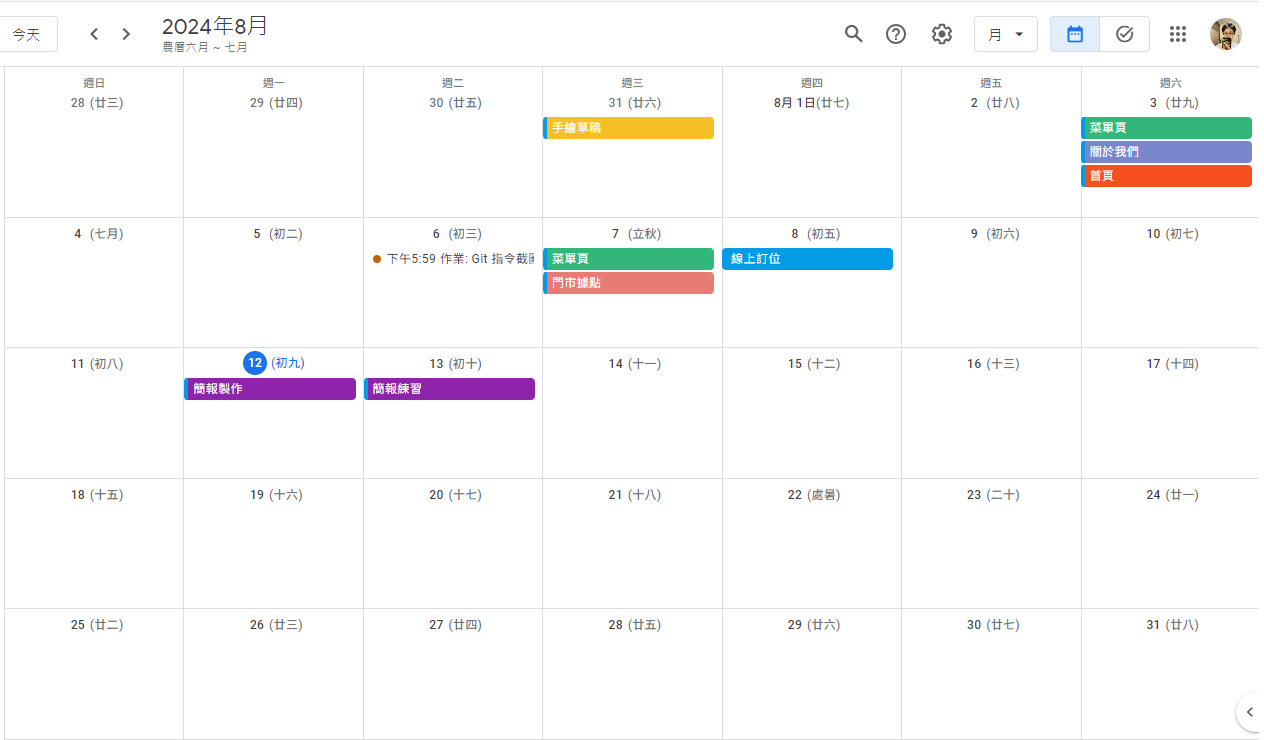 今天
2024年8月
農曆六月 ~ 七月
月
週日 週一 週二 週三 週四 週五 週六
28 (廿三) 29 (廿四) 30 (廿五) 31 (廿六) 8月 1日(廿七) 2 (廿八) 3 (廿九)
手繪草稿 菜單頁
關於我們
首頁
4 (七月) 5 (初二) 6 (初三) 7 (立秋) 8 (初五) 9 (初六) 10 (初七)
下午5:59 作業: Git 指令截 菜單頁 線上訂位
門市據點
11 (初八) 12 (初九) 13 (初十) 14 (十一) 15 (十二) 16 (十三) 17 (十四)
簡報製作 簡報練習
18 (十五) 19 (十六) 20 (十七) 21 (十八) 22 (處暑) 23 (二十) 24 (廿一)
25 (廿二) 26 (廿三) 27 (廿四) 28 (廿五) 29 (廿六) 30 (廿七) 31 (廿八)